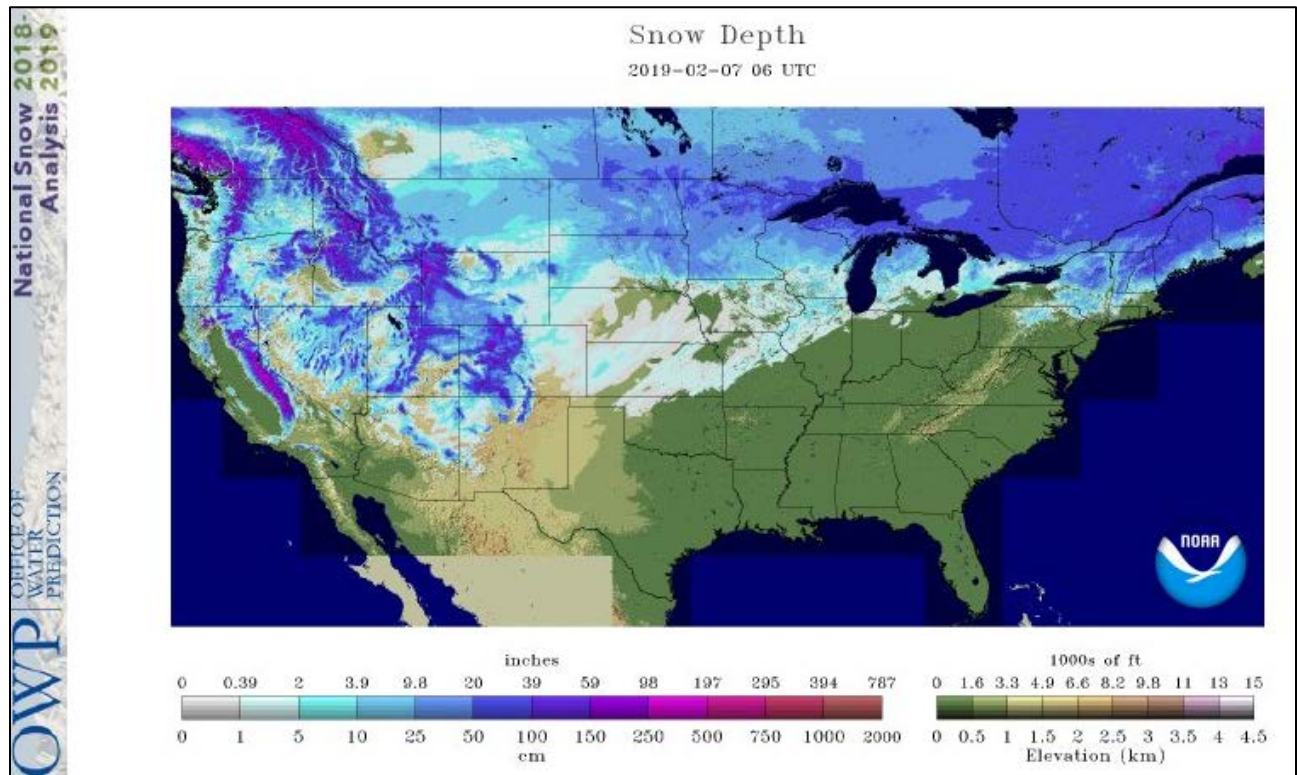 National Snow 2018-
Analysis 2019
OWP
OFFICE OF
WATER
PREDICTION
Snow Depth
2019-02-07 06 UTC
NOAA
inches
0 0.39 2 3.9 9.8 20 39 59 98 197 295 394 787
0 1 5 10 25 50 100 150 250 500 750 1000 2000
cm
1000s of ft
0 1.6 3.3 4.9 6.6 8.2 9.8 11 13 15
0 0.5 1 1.5 2 2.5 3 3.5 4 4.5
Elevation (km)